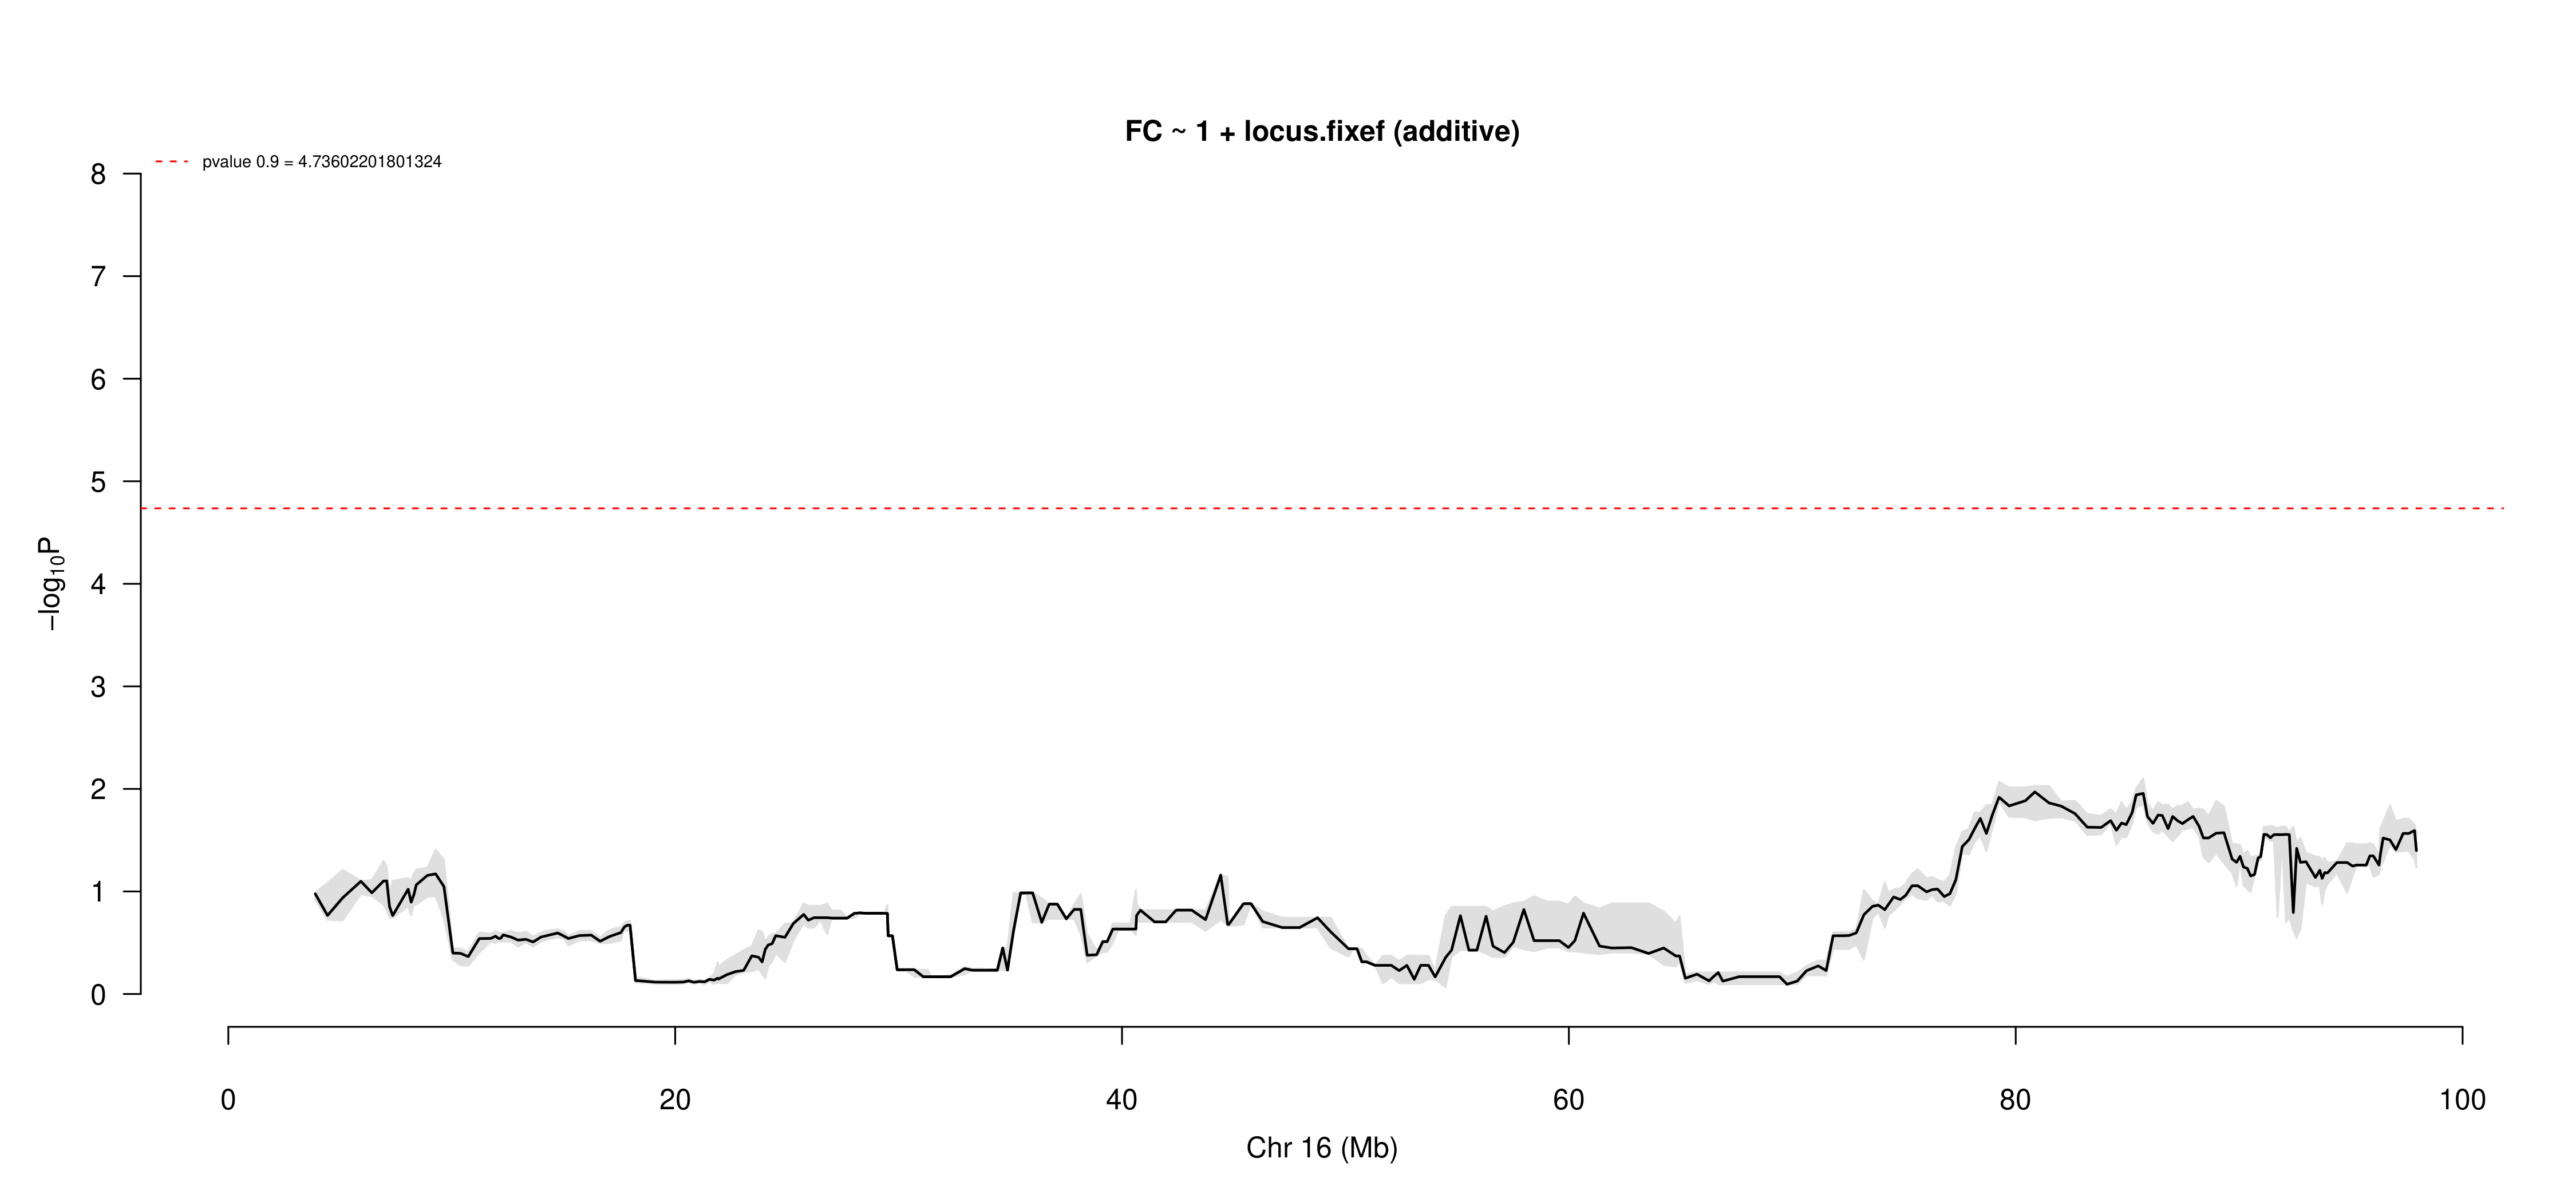 FC ~ 1 + locus.fixef (additive)
pvalue 0.9 = 4.73602201801324
8
7
6
5
4
3
2
1
0
−log10P
0 20 40 60 80 100
Chr 16 (Mb)